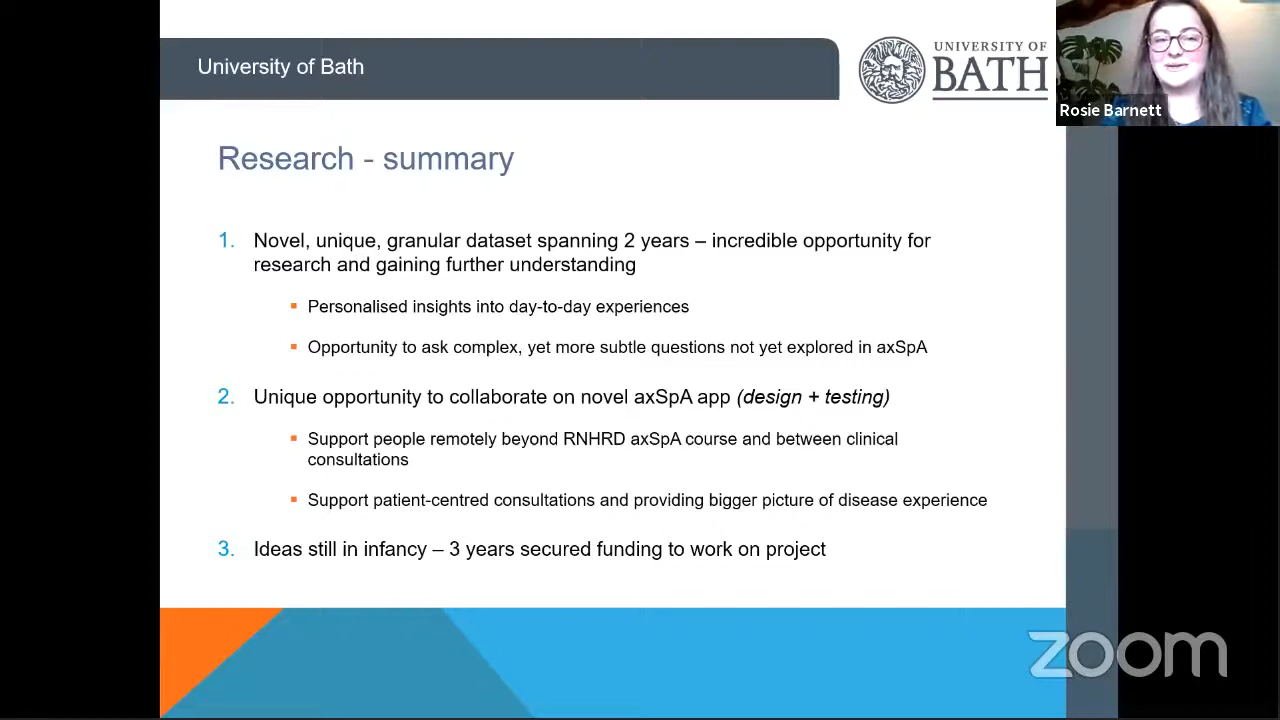 University of Bath
UNIVERSITY OF
BATH
Rosie Barnett
Research - summary
1. Novel, unique, granular dataset spanning 2 years – incredible opportunity for
research and gaining further understanding
▪ Personalised insights into day-to-day experiences
▪ Opportunity to ask complex, yet more subtle questions not yet explored in axSpA
2. Unique opportunity to collaborate on novel axSpA app (design + testing)
▪ Support people remotely beyond RNHRD axSpA course and between clinical
consultations
▪ Support patient-centred consultations and providing bigger picture of disease experience
3. Ideas still in infancy – 3 years secured funding to work on project
zoom